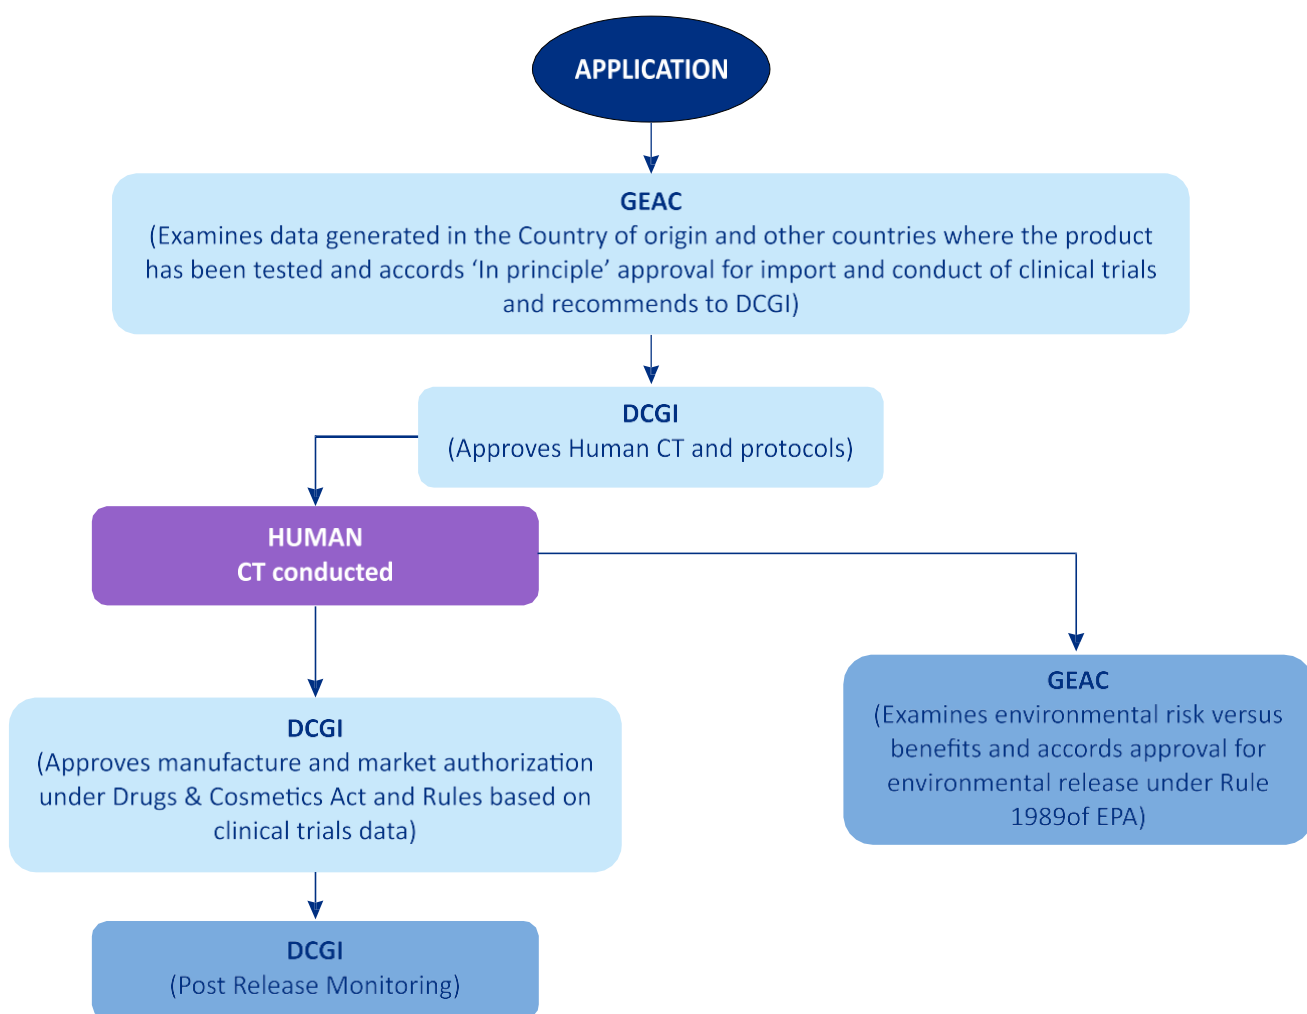 APPLICATION
GEAC
(Examines data generated in the Country of origin and other countries where the product
has been tested and accords ‘In principle’ approval for import and conduct of clinical trials
and recommends to DCGI)
DCGI
(Approves Human CT and protocols)
HUMAN
CT conducted
GEAC
(Examines environmental risk versus
benefits and accords approval for
environmental release under Rule
1989of EPA)
DCGI
(Approves manufacture and market authorization
under Drugs & Cosmetics Act and Rules based on
clinical trials data)
DCGI
(Post Release Monitoring)